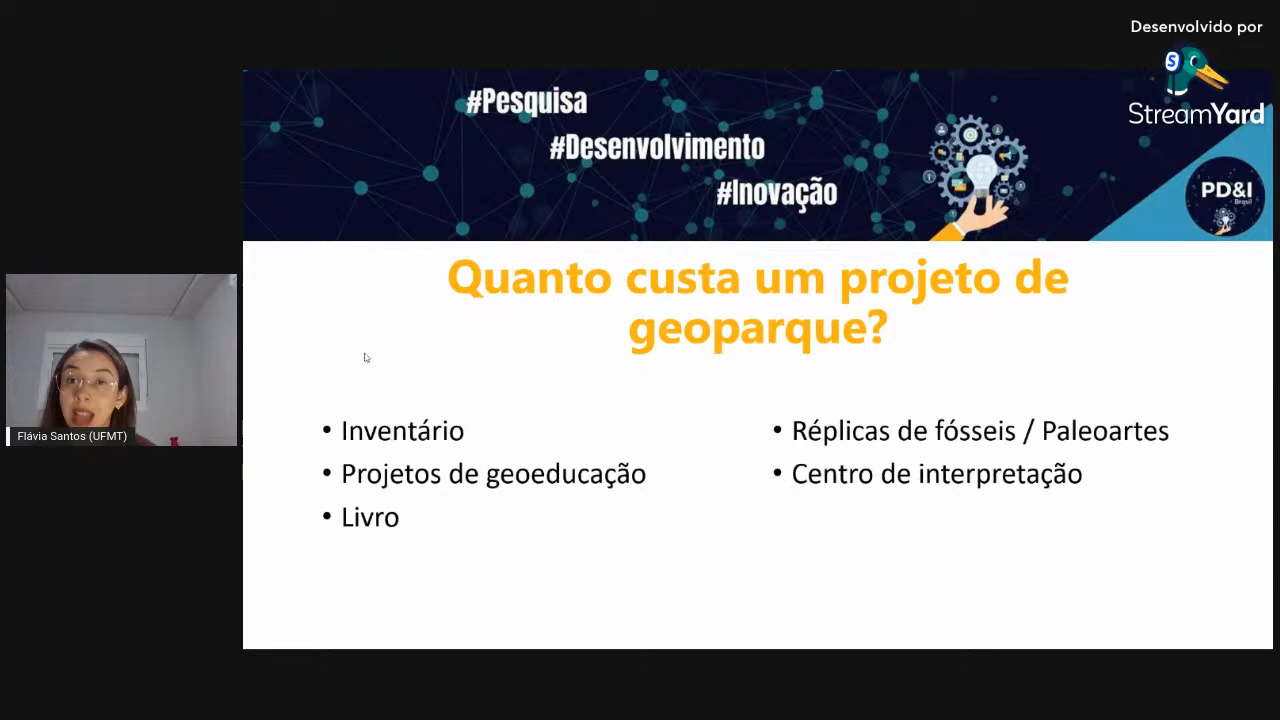 Desenvolvido por
StreamYard
#Pesquisa
#Desenvolvimento
#Inovação
PD&I
Brasil
Quanto custa um projeto de
geoparque?
• Inventário
• Projetos de geoeducação
• Livro
• Réplicas de fósseis / Paleoartes
• Centro de interpretação
Flávia Santos (UFMT)